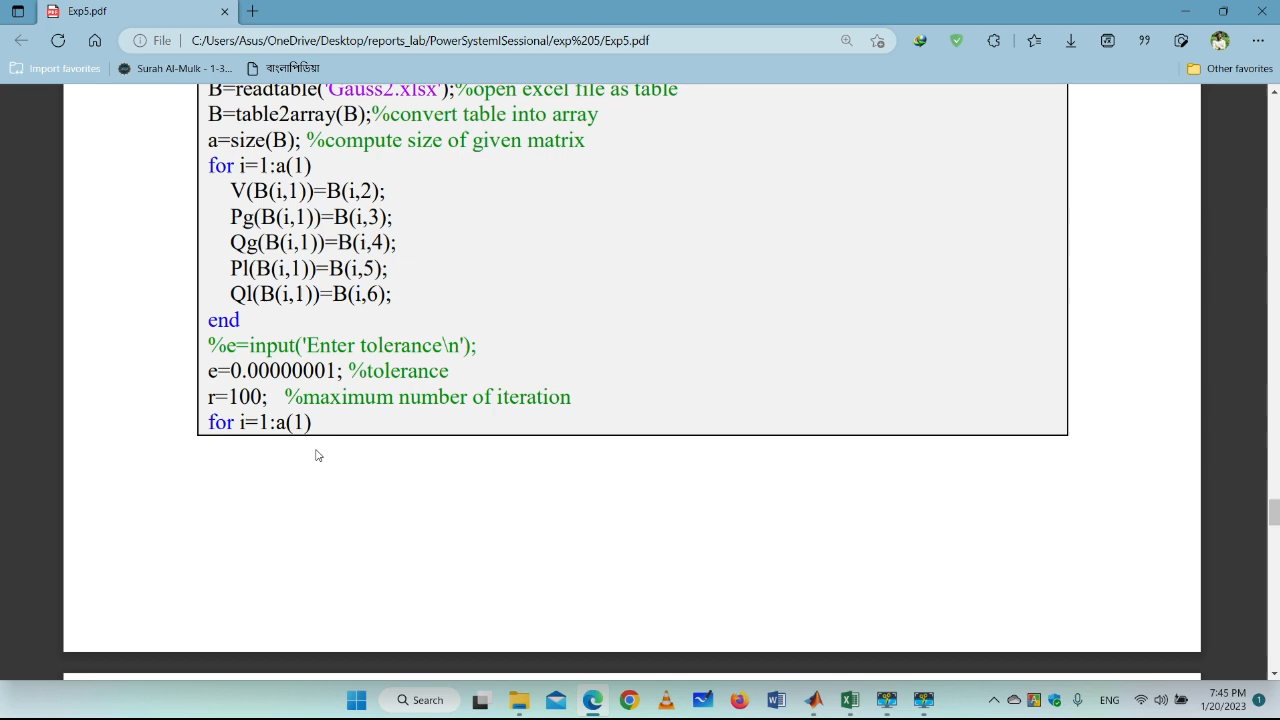 Exp5.pdf
File
C:/Users/Asus/OneDrive/Desktop/reports_lab/PowerSystemISessional/exp%205/Exp5.pdf
Import favorites
Surah Al-Mulk - 1-3...
বাংলাপিডিয়া
Other favorites
B=readtable('Gauss2.xlsx');%open excel file as table
B=table2array(B);%convert table into array
a=size(B); %compute size of given matrix
for i=1:a(1)
V(B(i,1))=B(i,2);
Pg(B(i,1))=B(i,3);
Qg(B(i,1))=B(i,4);
Pl(B(i,1))=B(i,5);
Ql(B(i,1))=B(i,6);
end
%e=input('Enter tolerance\n');
e=0.00000001; %tolerance
r=100; %maximum number of iteration
for i=1:a(1)
Search
ENG
7:45 PM
1/20/2023
1